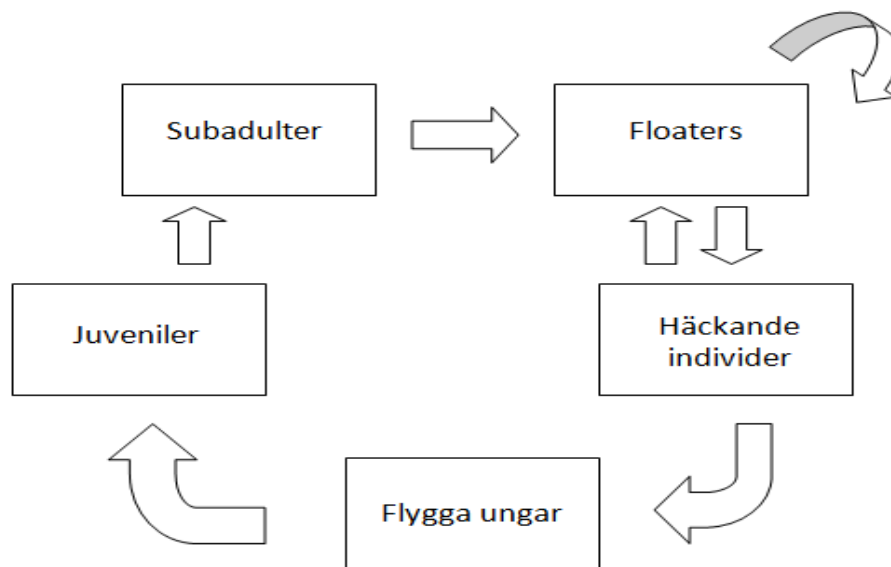 Subadulter
Floaters
Juveniler
Häckande
individer
Flygga ungar